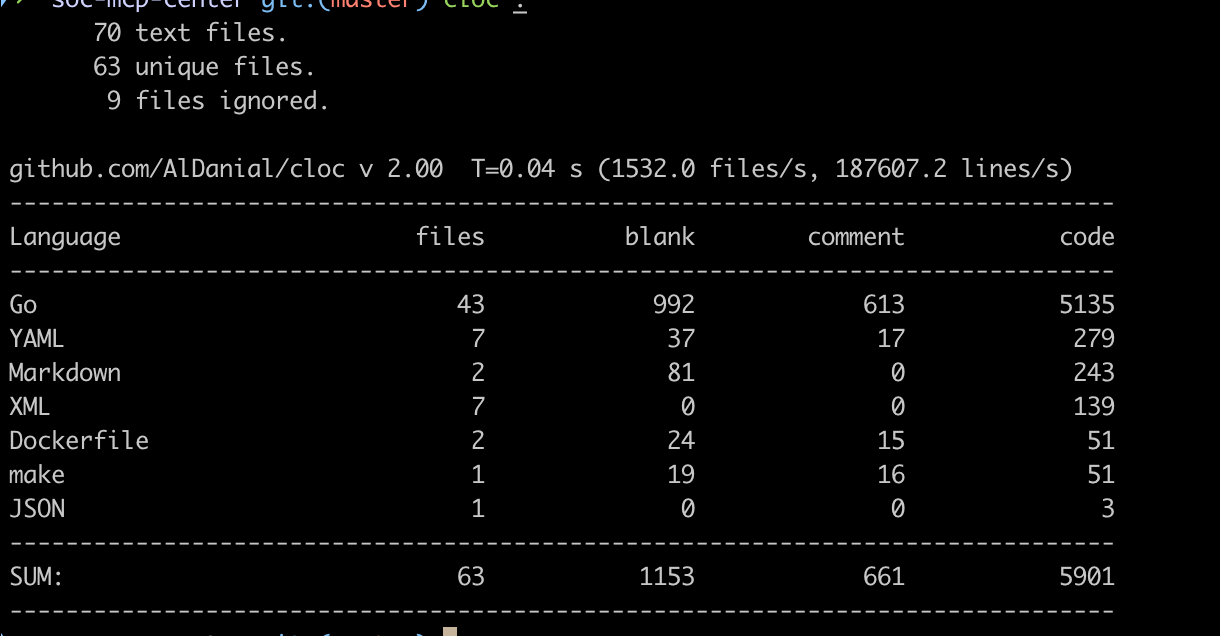 soc-mcp-center git:(master) cloc .
70 text files.
63 unique files.
9 files ignored.
github.com/AlDanial/cloc v 2.00  T=0.04 s (1532.0 files/s, 187607.2 lines/s)
-------------------------------------------------------------------------------
Language                     files          blank        comment           code
-------------------------------------------------------------------------------
Go                              43            992            613           5135
YAML                             7             37             17            279
Markdown                         2             81              0            243
XML                              7              0              0            139
Dockerfile                       2             24             15             51
make                             1             19             16             51
JSON                             1              0              0              3
-------------------------------------------------------------------------------
SUM:                            63           1153            661           5901
-------------------------------------------------------------------------------